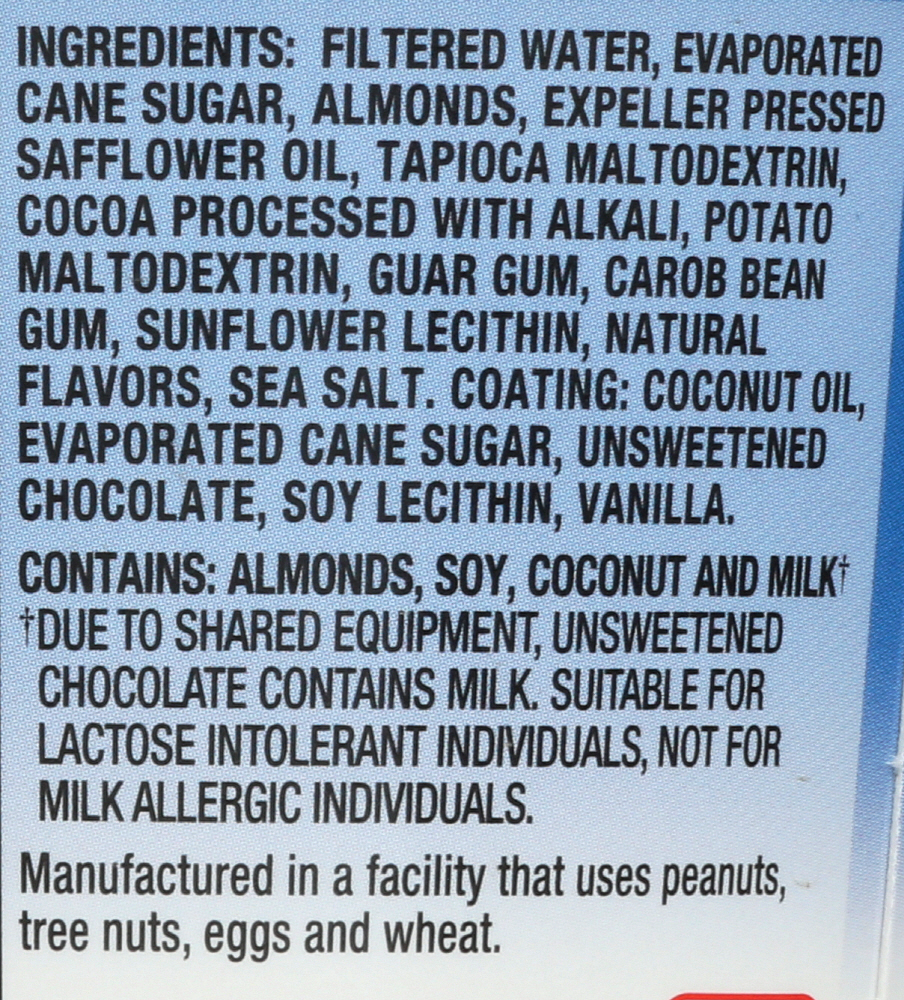 INGREDIENTS: FILTERED WATER, EVAPORATED
CANE SUGAR, ALMONDS, EXPELLER PRESSED
SAFFLOWER OIL, TAPIOCA MALTODEXTRIN,
COCOA PROCESSED WITH ALKALI, POTATO
MALTODEXTRIN, GUAR GUM, CAROB BEAN
GUM, SUNFLOWER LECITHIN, NATURAL
FLAVORS, SEA SALT. COATING: COCONUT OIL,
EVAPORATED CANE SUGAR, UNSWEETENED
CHOCOLATE, SOY LECITHIN, VANILLA.
CONTAINS: ALMONDS, SOY, COCONUT AND MILK†
†DUE TO SHARED EQUIPMENT, UNSWEETENED
CHOCOLATE CONTAINS MILK. SUITABLE FOR
LACTOSE INTOLERANT INDIVIDUALS, NOT FOR
MILK ALLERGIC INDIVIDUALS.
Manufactured in a facility that uses peanuts,
tree nuts, eggs and wheat.